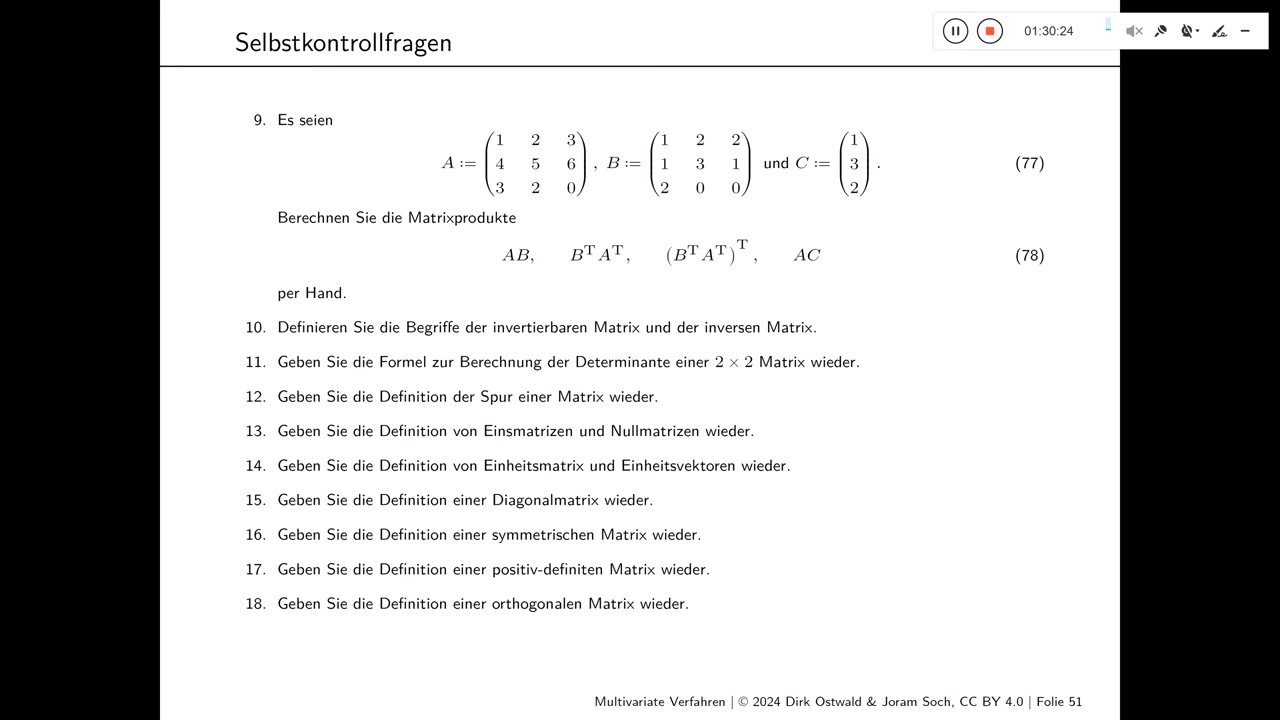 Selbstkontrollfragen
01:30:24
9. Es seien
A := (1 2 3; 4 5 6; 3 2 0), B := (1 2 2; 1 3 1; 2 0 0) und C := (1; 3; 2). (77)
Berechnen Sie die Matrixprodukte
AB, BᵀAᵀ, (BᵀAᵀ)ᵀ, AC (78)
per Hand.
10. Definieren Sie die Begriffe der invertierbaren Matrix und der inversen Matrix.
11. Geben Sie die Formel zur Berechnung der Determinante einer 2 × 2 Matrix wieder.
12. Geben Sie die Definition der Spur einer Matrix wieder.
13. Geben Sie die Definition von Einsmatrizen und Nullmatrizen wieder.
14. Geben Sie die Definition von Einheitsmatrix und Einheitsvektoren wieder.
15. Geben Sie die Definition einer Diagonalmatrix wieder.
16. Geben Sie die Definition einer symmetrischen Matrix wieder.
17. Geben Sie die Definition einer positiv-definiten Matrix wieder.
18. Geben Sie die Definition einer orthogonalen Matrix wieder.
Multivariate Verfahren | © 2024 Dirk Ostwald & Joram Soch, CC BY 4.0 | Folie 51